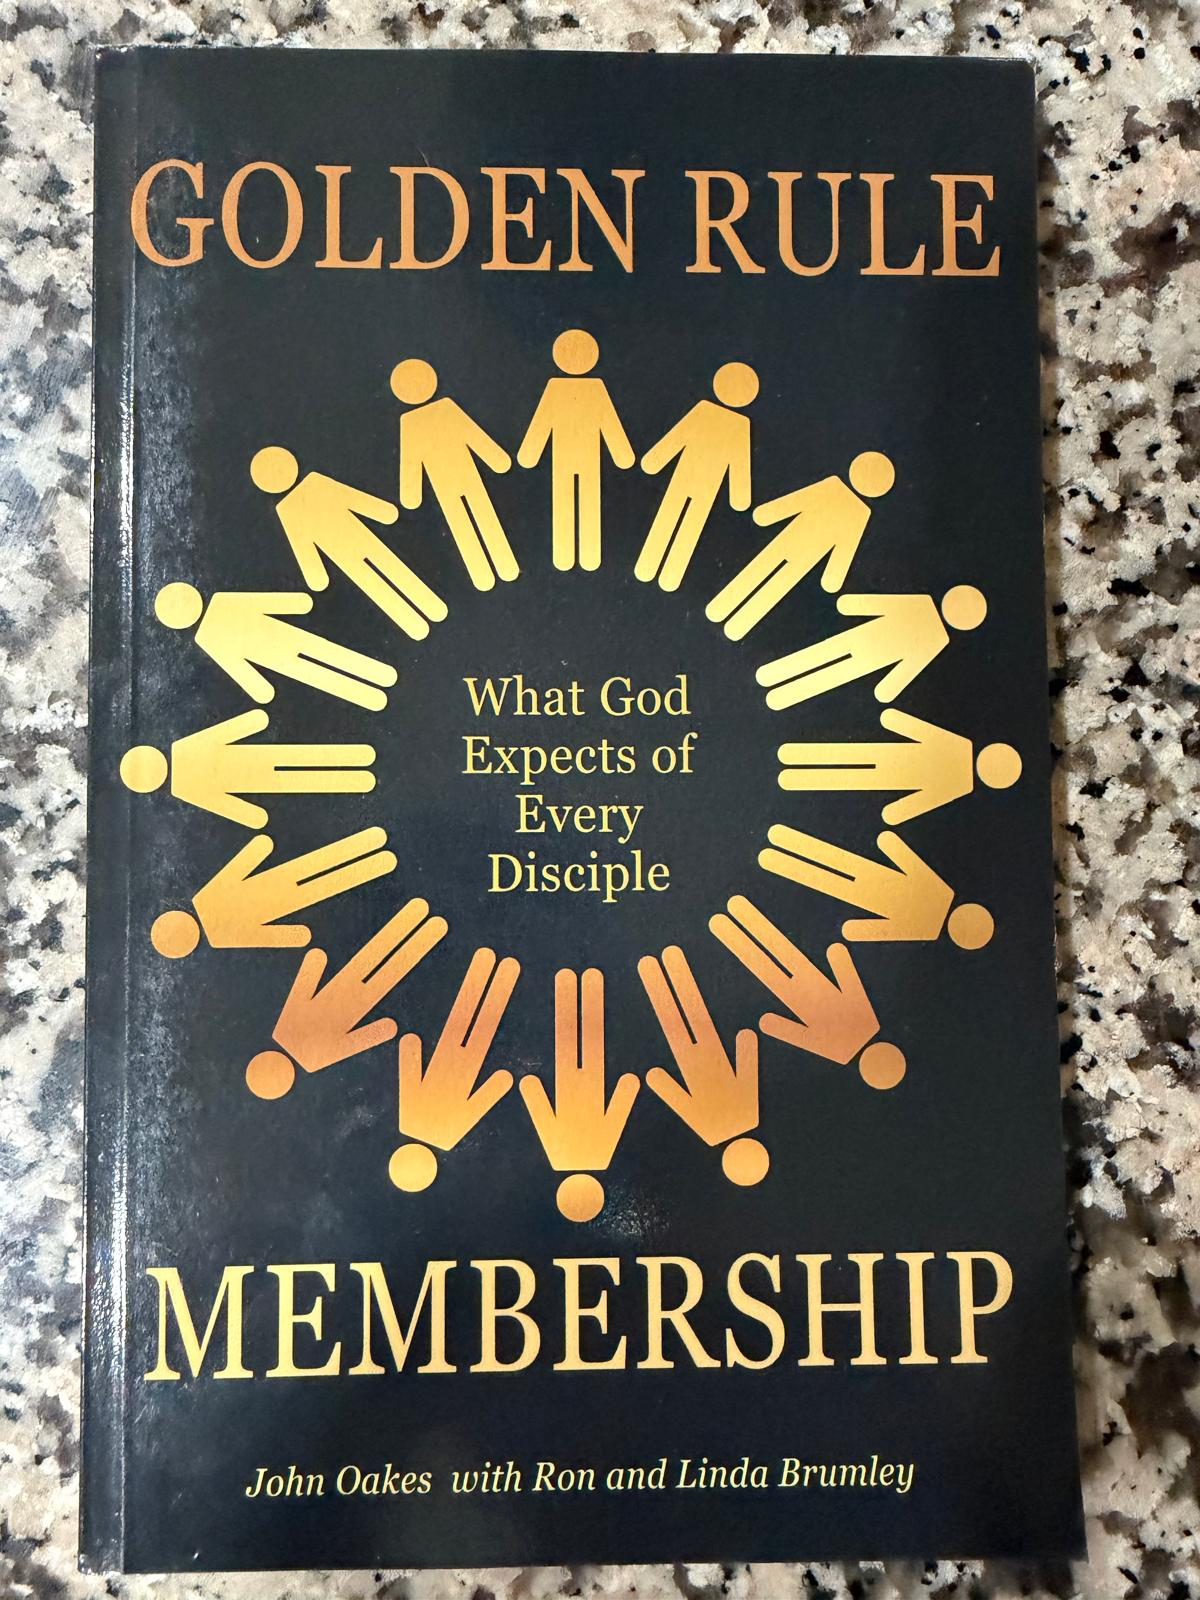 GOLDEN RULE
What God
Expects of
Every
Disciple
MEMBERSHIP
John Oakes with Ron and Linda Brumley